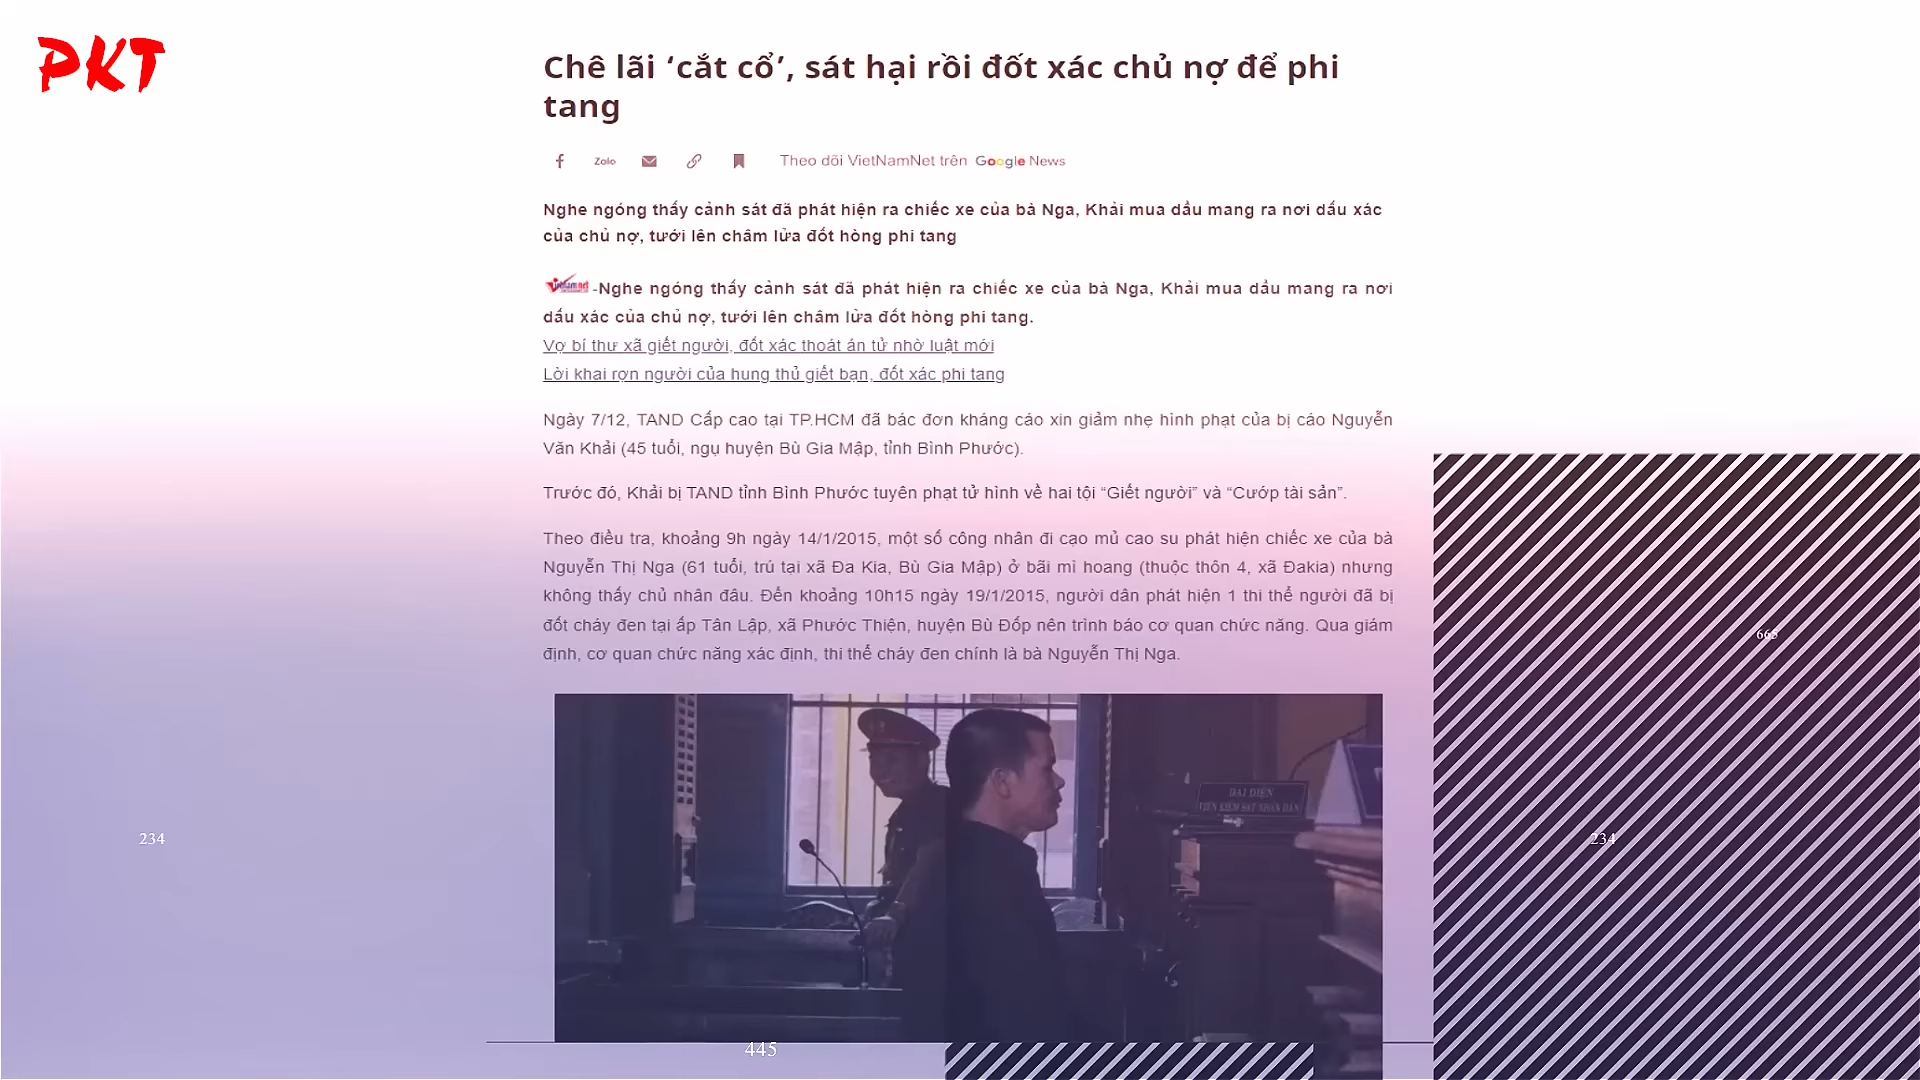 PKT
Chê lãi ‘cắt cổ’, sát hại rồi đốt xác chủ nợ để phi
tang
Zalo
Theo dõi VietNamNet trên Google News
Nghe ngóng thấy cảnh sát đã phát hiện ra chiếc xe của bà Nga, Khải mua dầu mang ra nơi dấu xác
của chủ nợ, tưới lên châm lửa đốt hòng phi tang
Vietnam.net -Nghe ngóng thấy cảnh sát đã phát hiện ra chiếc xe của bà Nga, Khải mua dầu mang ra nơi
dấu xác của chủ nợ, tưới lên châm lửa đốt hòng phi tang.
Vợ bí thư xã giết người, đốt xác thoát án tử nhờ luật mới
Lời khai rợn người của hung thủ giết bạn, đốt xác phi tang
Ngày 7/12, TAND Cấp cao tại TP.HCM đã bác đơn kháng cáo xin giảm nhẹ hình phạt của bị cáo Nguyễn
Văn Khải (45 tuổi, ngụ huyện Bù Gia Mập, tỉnh Bình Phước).
Trước đó, Khải bị TAND tỉnh Bình Phước tuyên phạt tử hình về hai tội “Giết người” và “Cướp tài sản”.
Theo điều tra, khoảng 9h ngày 14/1/2015, một số công nhân đi cạo mủ cao su phát hiện chiếc xe của bà
Nguyễn Thị Nga (61 tuổi, trú tại xã Đa Kia, Bù Gia Mập) ở bãi mì hoang (thuộc thôn 4, xã Đakia) nhưng
không thấy chủ nhân đâu. Đến khoảng 10h15 ngày 19/1/2015, người dân phát hiện 1 thi thể người đã bị
đốt cháy đen tại ấp Tân Lập, xã Phước Thiện, huyện Bù Đốp nên trình báo cơ quan chức năng. Qua giám
định, cơ quan chức năng xác định, thi thể cháy đen chính là bà Nguyễn Thị Nga.
665
ĐẠI DIỆN
VIỆN KIỂM SÁT NHÂN DÂN
234
234
445